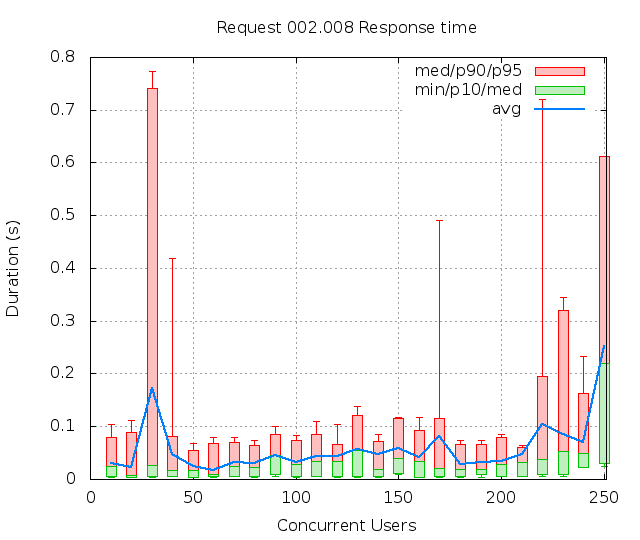 Request 002.008 Response time
0.8
0.7
0.6
0.5
0.4
0.3
0.2
0.1
0
Duration (s)
med/p90/p95
min/p10/med
avg
0 50 100 150 200 250
Concurrent Users